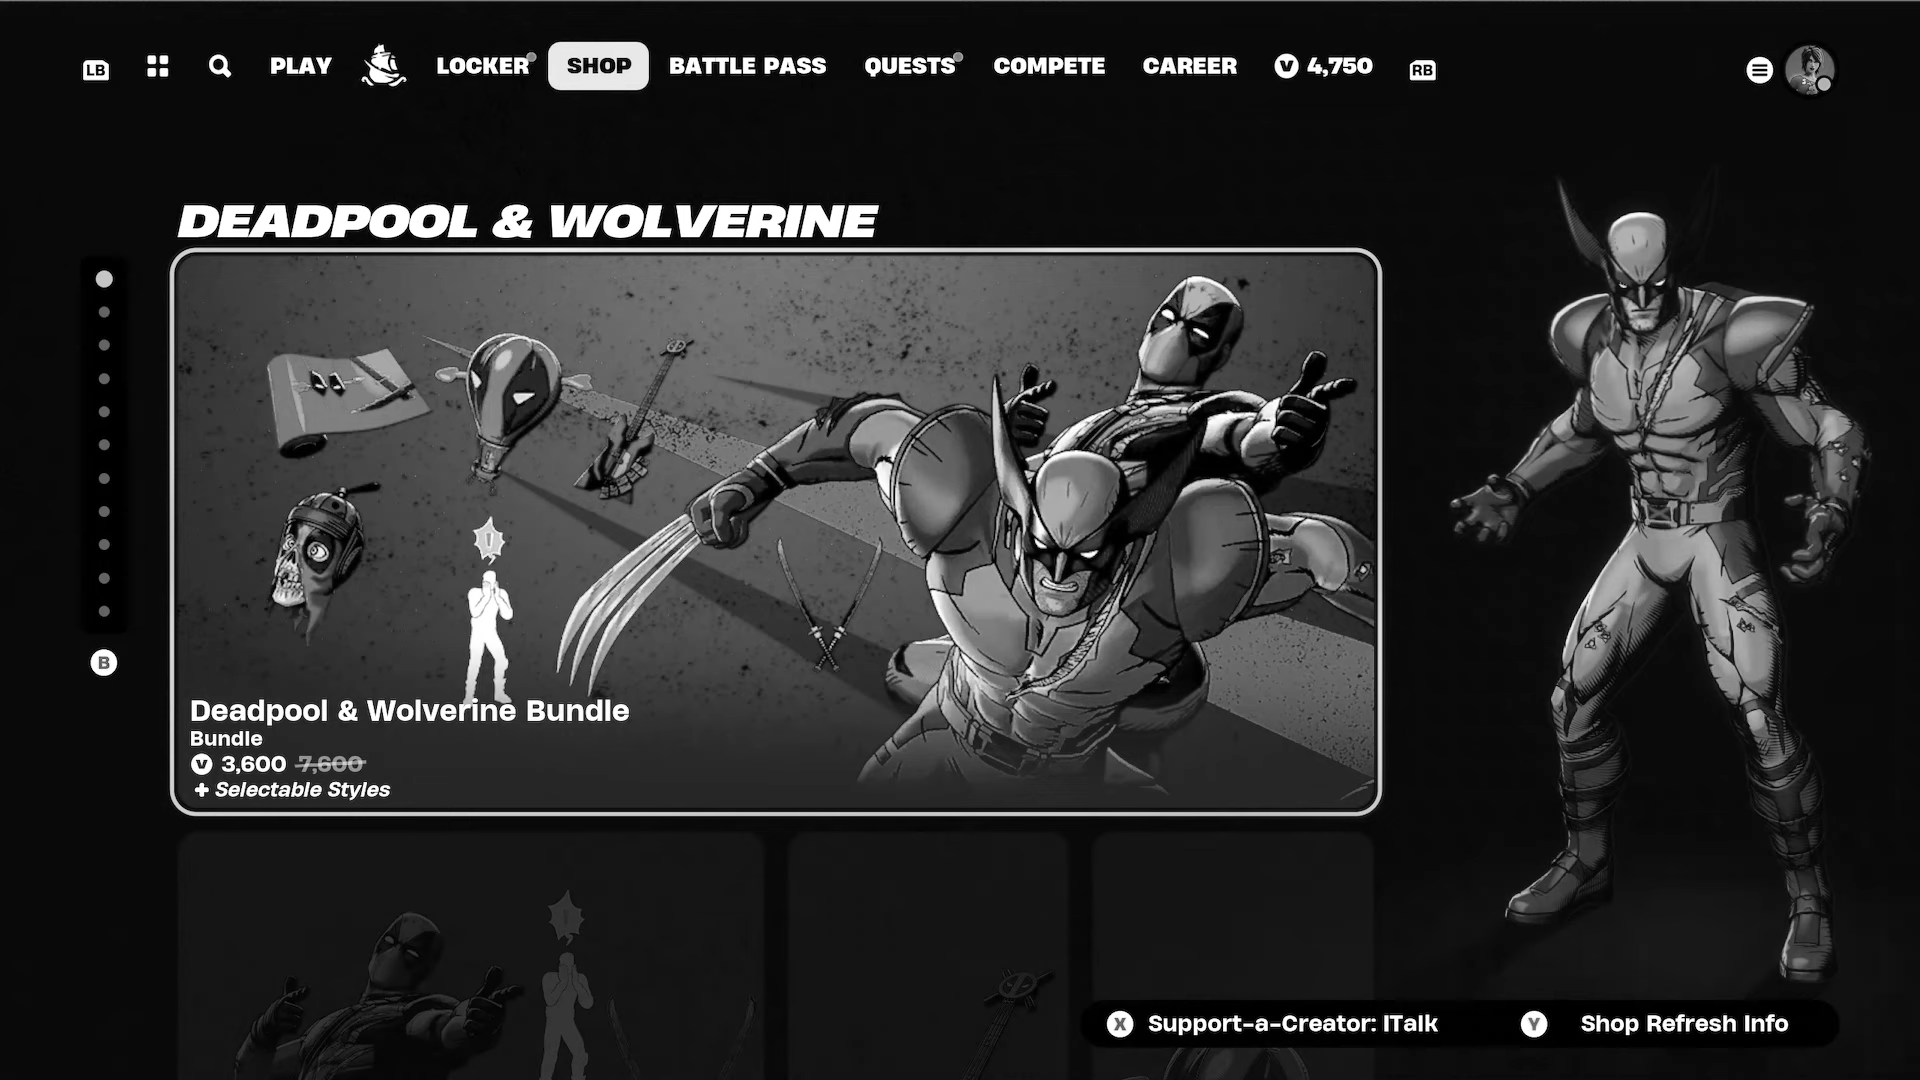 LB PLAY LOCKER SHOP BATTLE PASS QUESTS COMPETE CAREER V 4,750 RB
DEADPOOL & WOLVERINE
!
B
Deadpool & Wolverine Bundle
Bundle
V 3,600 7,600
+ Selectable Styles
X Support-a-Creator: ITalk Y Shop Refresh Info